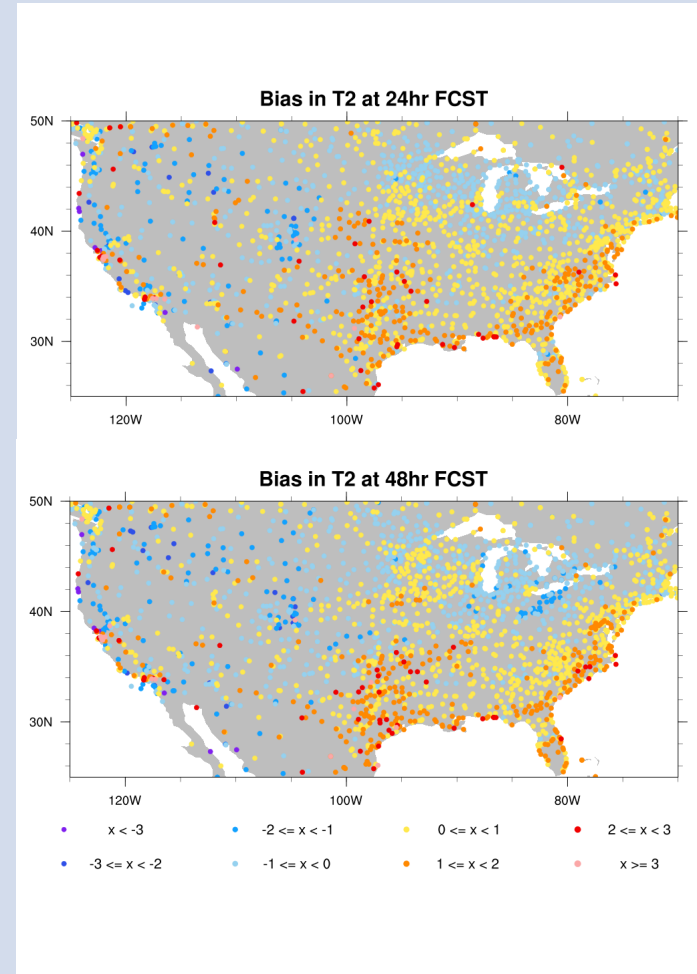 Bias in T2 at 24hr FCST
50N
40N
30N
120W 100W 80W
Bias in T2 at 48hr FCST
50N
40N
30N
120W 100W 80W
x < -3 -2 <= x < -1 0 <= x < 1 2 <= x < 3
-3 <= x < -2 -1 <= x < 0 1 <= x < 2 x >= 3